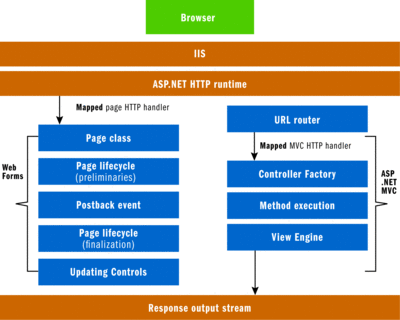 Browser
IIS
ASP.NET HTTP runtime
Mapped page HTTP handler
Web
Forms
Page class
Page lifecycle
(preliminaries)
Postback event
Page lifecycle
(finalization)
Updating Controls
URL router
Mapped MVC HTTP handler
Controller Factory
Method execution
View Engine
ASP
.NET
MVC
Response output stream